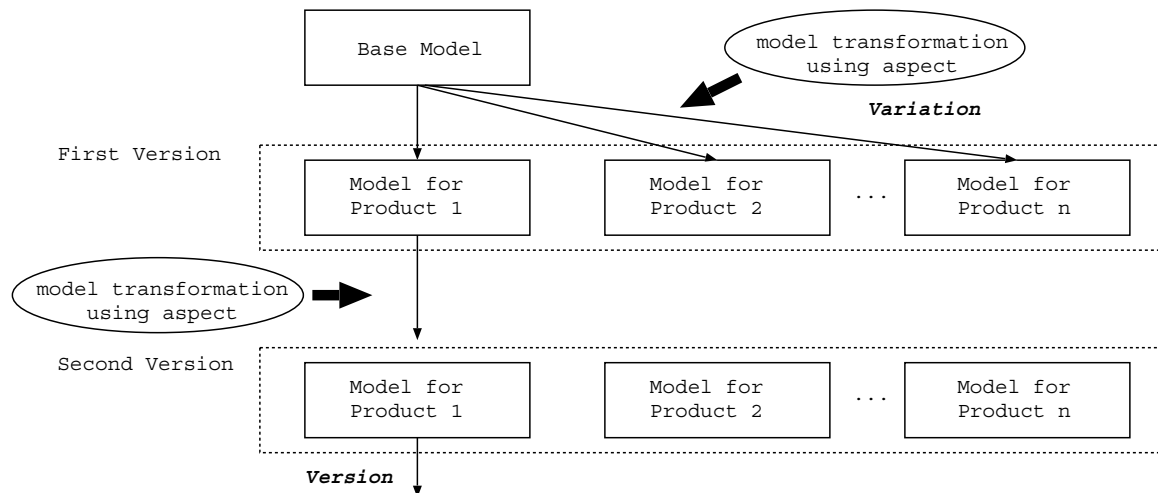 Base Model
model transformation
using aspect
Variation
First Version
Model for
Product 1
Model for
Product 2
...
Model for
Product n
model transformation
using aspect
Second Version
Model for
Product 1
Model for
Product 2
...
Model for
Product n
Version